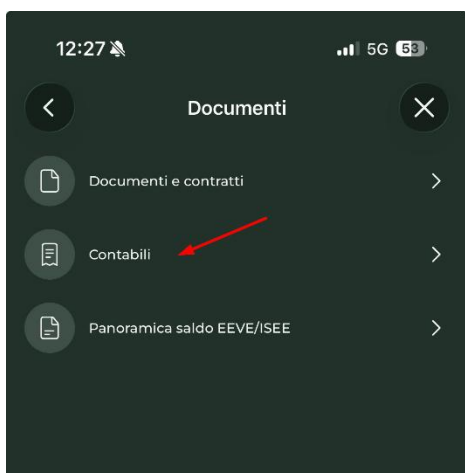 12:27
5G 53
Documenti
Documenti e contratti
Contabili
Panoramica saldo EEVE/ISEE